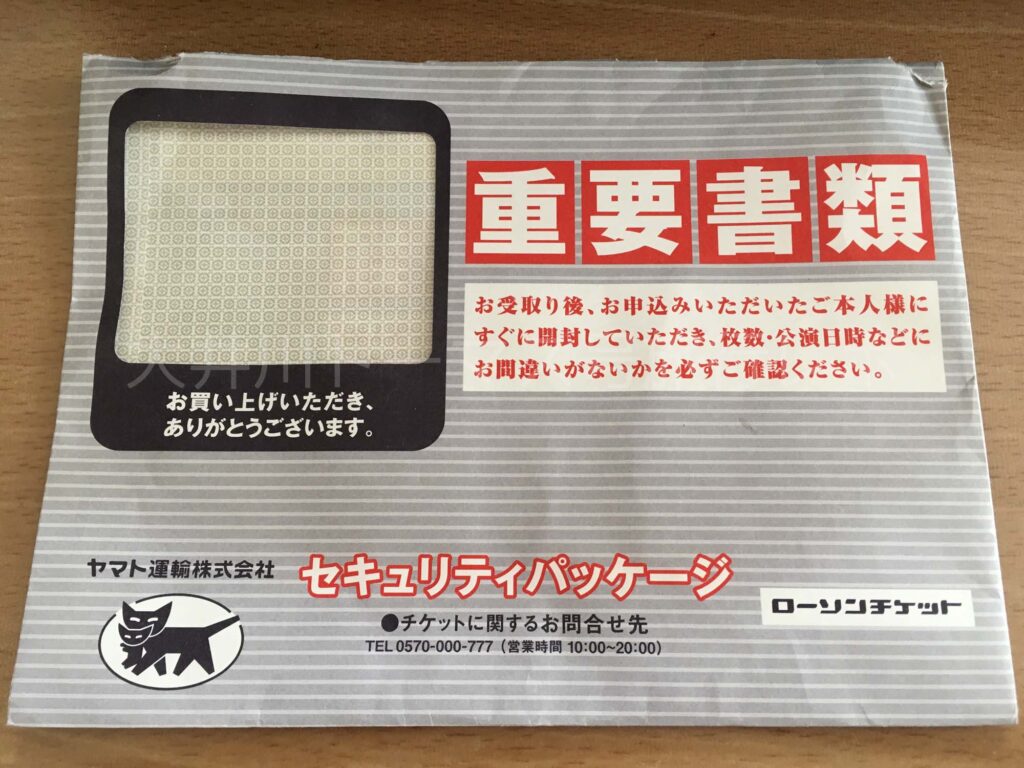 重要書類
お受取り後、お申込みいただいたご本人様に
すぐに開封していただき、枚数・公演日時などに
お間違いがないかを必ずご確認ください。
お買い上げいただき、
ありがとうございます。
ヤマト運輸株式会社
セキュリティパッケージ
ローソンチケット
●チケットに関するお問合せ先
TEL 0570-000-777（営業時間 10:00~20:00）